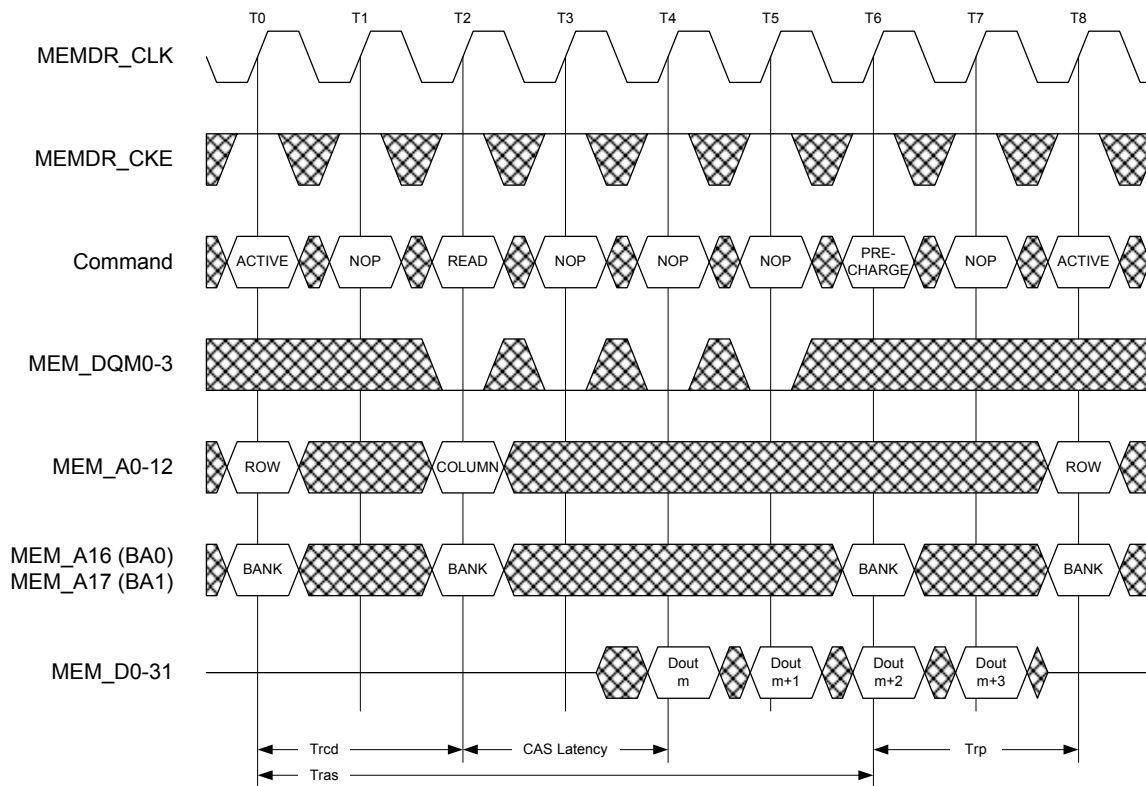 T0 T1 T2 T3 T4 T5 T6 T7 T8
MEMDR_CLK
MEMDR_CKE
Command ACTIVE NOP READ NOP NOP NOP PRE-
CHARGE NOP ACTIVE
MEM_DQM0-3
MEM_A0-12 ROW COLUMN ROW
MEM_A16 (BA0)
MEM_A17 (BA1) BANK BANK BANK BANK
MEM_D0-31 Dout
m Dout
m+1 Dout
m+2 Dout
m+3
Trcd CAS Latency Trp
Tras